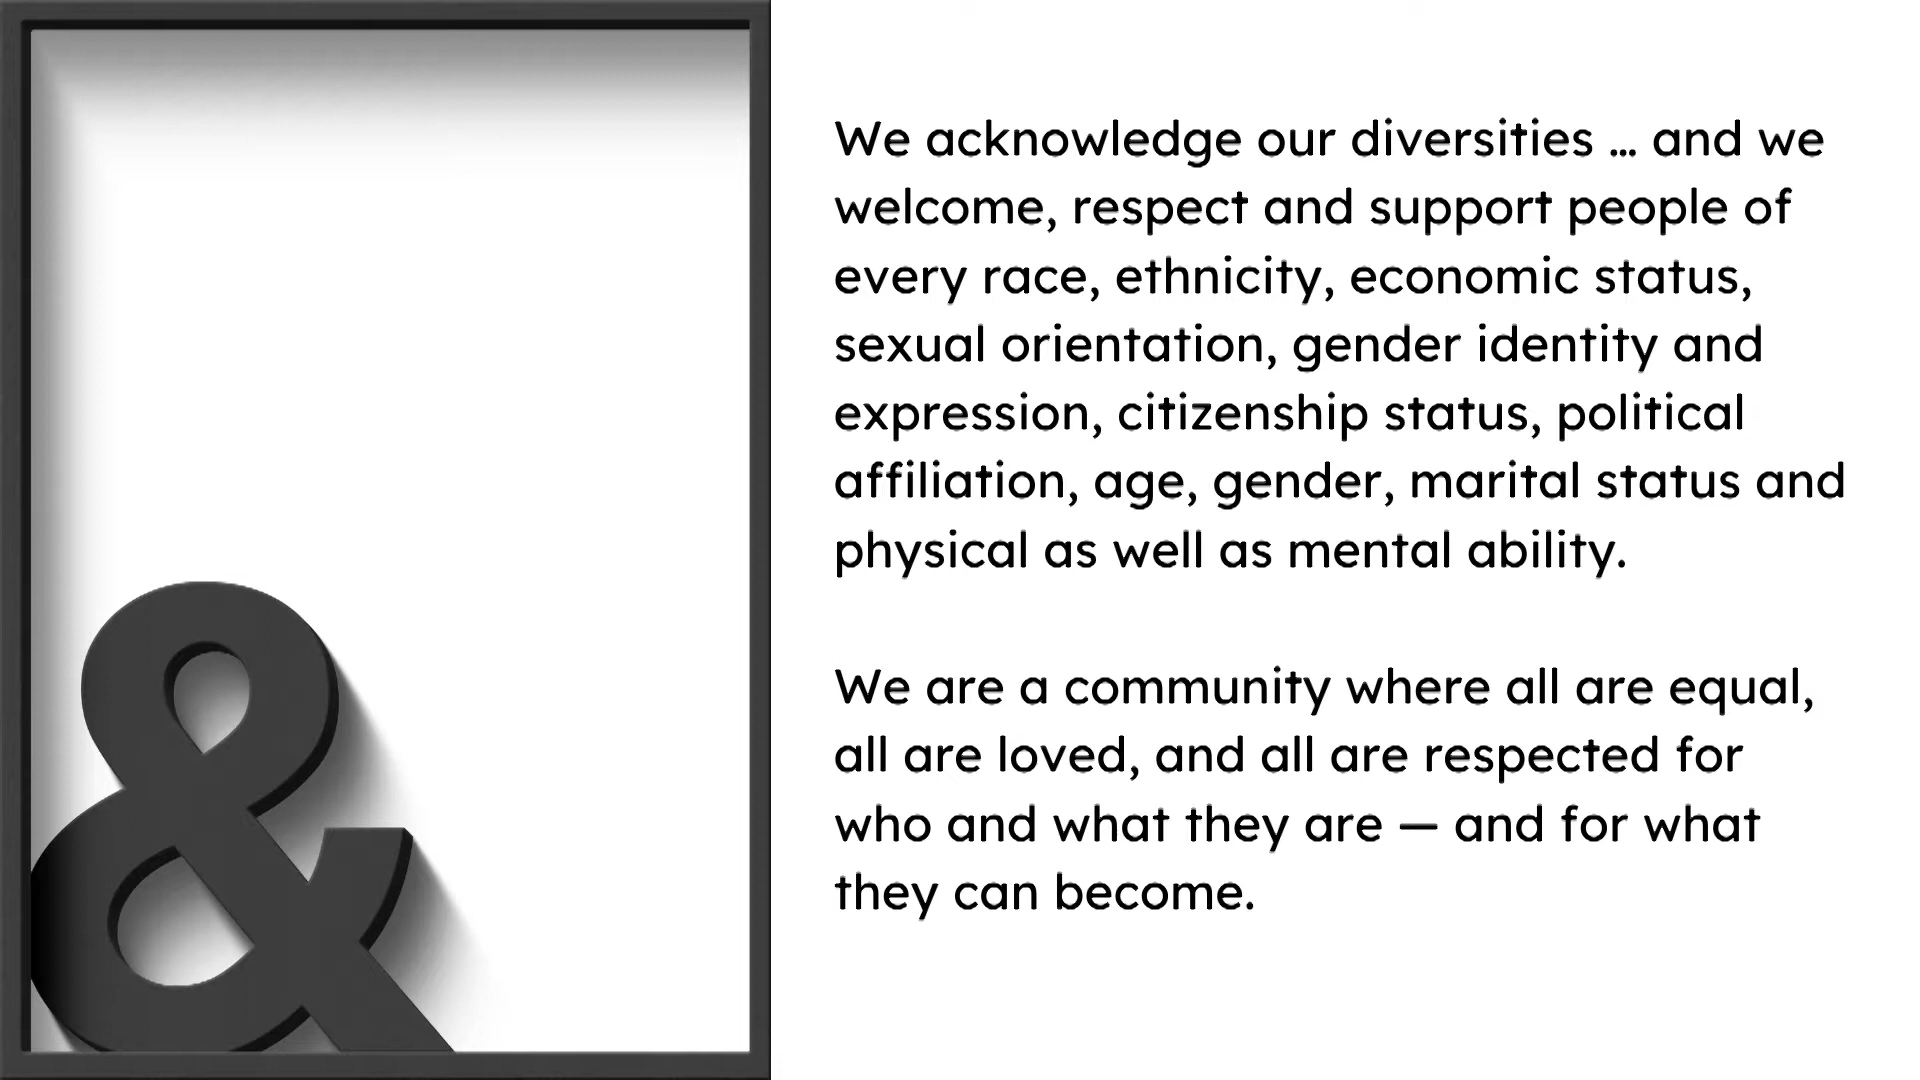 We acknowledge our diversities … and we
welcome, respect and support people of
every race, ethnicity, economic status,
sexual orientation, gender identity and
expression, citizenship status, political
affiliation, age, gender, marital status and
physical as well as mental ability.
We are a community where all are equal,
all are loved, and all are respected for
who and what they are — and for what
they can become.
&